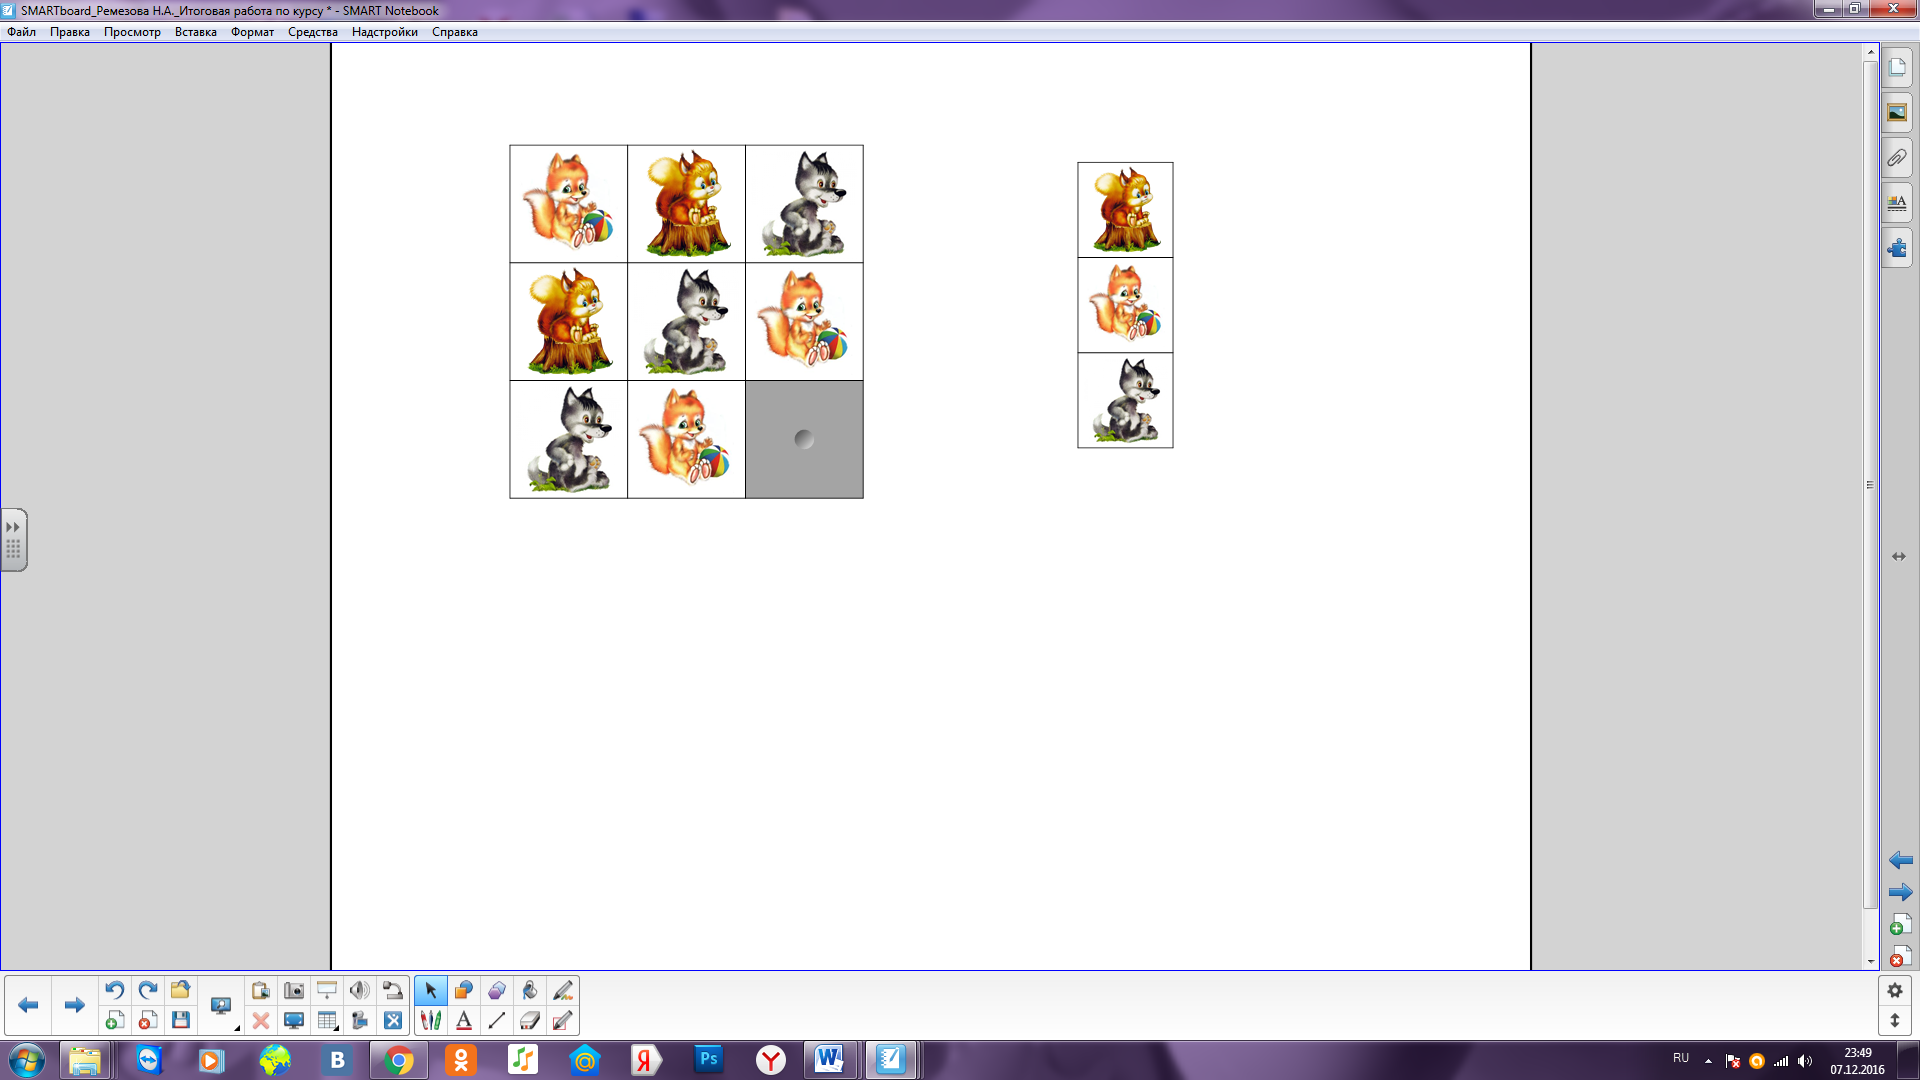 SMARTboard_Ремезова Н.А._Итоговая работа по курсу * - SMART Notebook
Файл Правка Просмотр Вставка Формат Средства Надстройки Справка
A
A
B
Я
Ps
Y
W
RU
23:49
07.12.2016